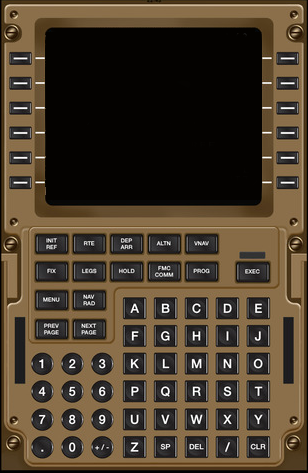 INIT REF RTE DEP ARR ALTN VNAV
FIX LEGS HOLD FMC COMM PROG EXEC
MENU NAV RAD
PREV PAGE NEXT PAGE
A B C D E
F G H I J
1 2 3 K L M N O
4 5 6 P Q R S T
7 8 9 U V W X Y
. 0 +/- Z SP DEL / CLR